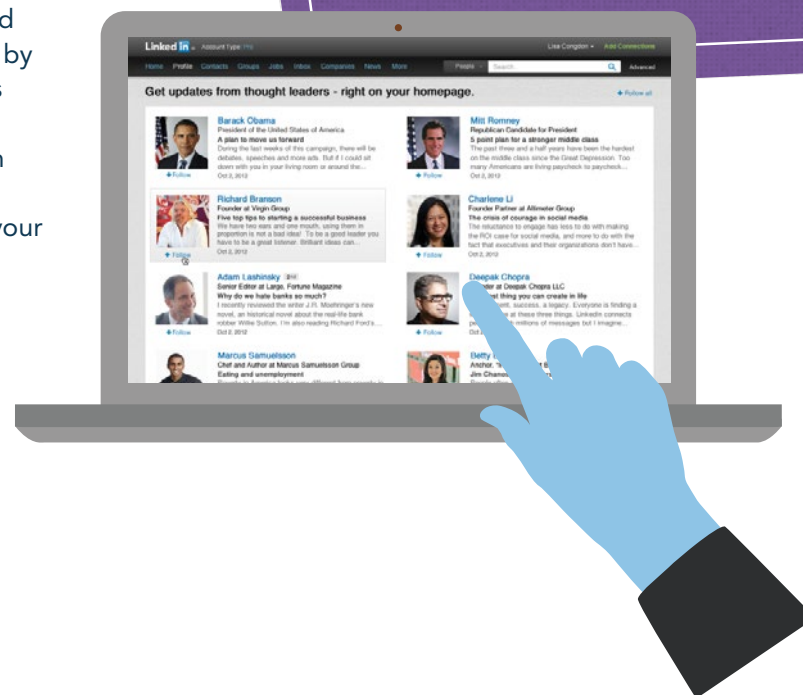 d
by
s
n
your
Linked in. Account Type: Pro
Lisa Congdon Add Connections
Home Profile Contacts Groups Jobs Inbox Companies News More
People Search Advanced
Get updates from thought leaders - right on your homepage.
+ Follow all
Barack Obama
President of the United States of America
A plan to move us forward
During the last weeks of this campaign, there will be
debates, speeches and more ads. But if I could sit
down with you in your living room or around the...
+ Follow
Oct 2, 2012
Mitt Romney
Republican Candidate for President
5 point plan for a stronger middle class
The past three and a half years have been the hardest
on the middle class since the Great Depression. Too
many Americans are living paycheck to paycheck...
+ Follow
Oct 2, 2012
Richard Branson
Founder at Virgin Group
Five top tips to starting a successful business
We have two ears and one mouth, using them in
proportion is not a bad idea! To be a good leader you
have to be a great listener. Brilliant ideas can...
+ Follow
Oct 2, 2012
Charlene Li
Founder Partner at Altimeter Group
The crisis of courage in social media
The reluctance to engage has less to do with making
the ROI case for social media, and more to do with the
fact that executives and their organizations don't have...
+ Follow
Oct 2, 2012
Adam Lashinsky
Senior Editor at Large, Fortune Magazine
Why do we hate banks so much?
I recently reviewed the writer J.R. Moehringer's new
novel, an historical novel about the real-life bank
robber Willie Sutton. I'm also reading Richard Ford's...
+ Follow
Oct 2, 2012
Deepak Chopra
at Deepak Chopra LLC
thing you can create in life
success, a legacy. Everyone is finding a
at these three things. LinkedIn connects
millions of messages but I imagine...
+ Follow
Marcus Samuelsson
Chef and Author at Marcus Samuelsson Group
Eating and unemployment
Betty
Anchor,
Jim